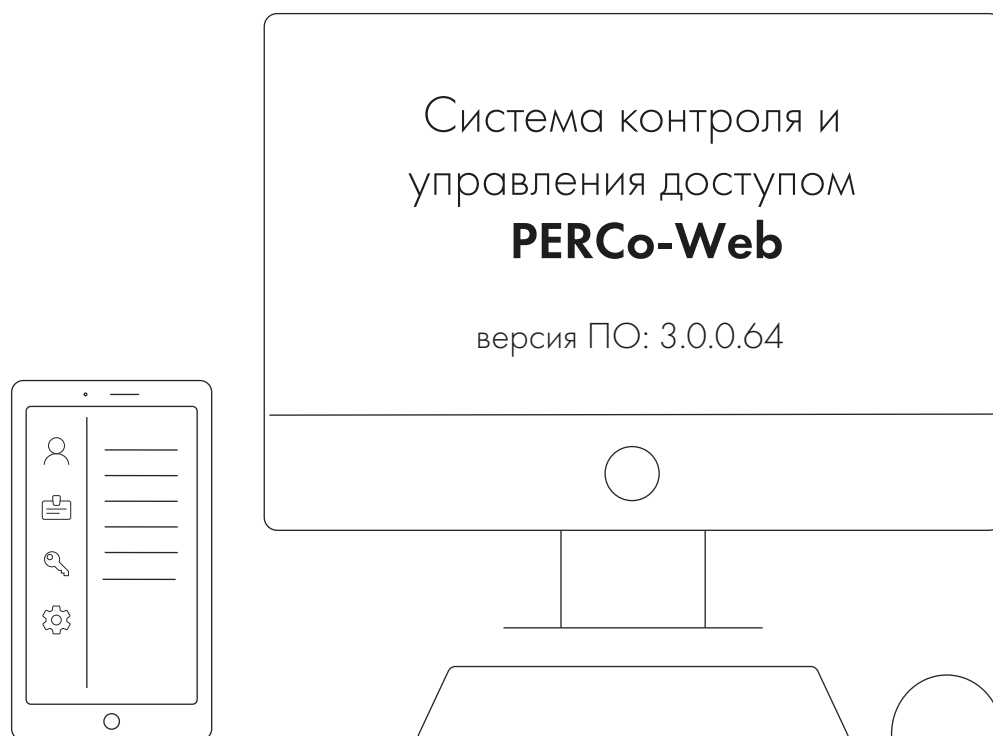 Система контроля и
управления доступом
PERCo-Web
версия ПО: 3.0.0.64